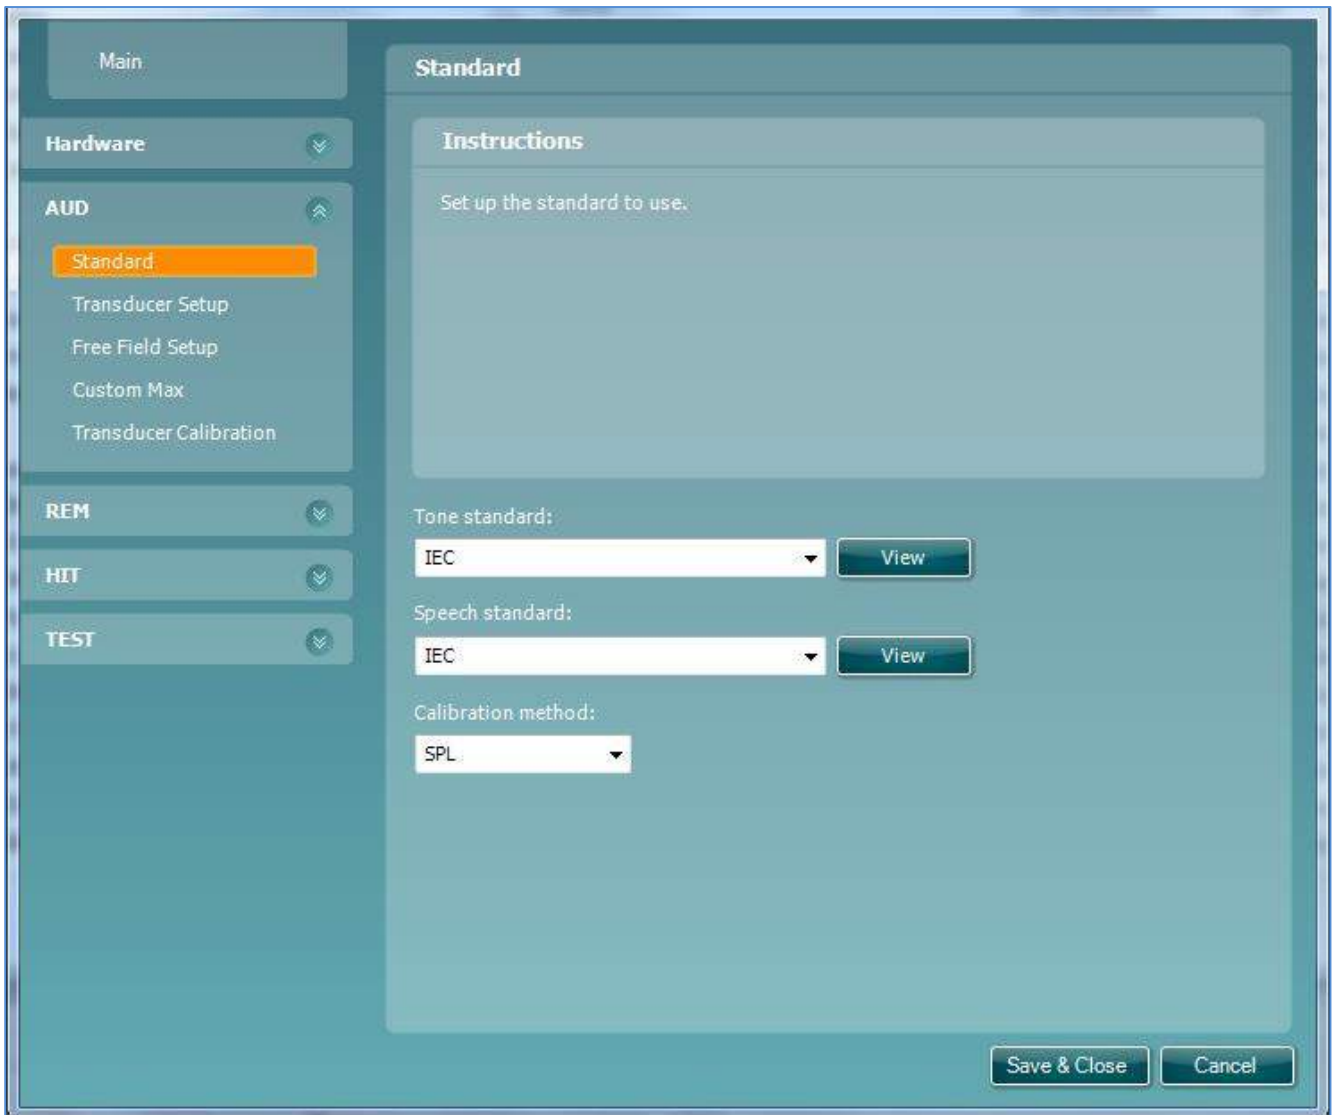 Main
Hardware
AUD
Standard
Transducer Setup
Free Field Setup
Custom Max
Transducer Calibration
REM
HIT
TEST
Standard
Instructions
Set up the standard to use.
Tone standard:
IEC View
Speech standard:
IEC View
Calibration method:
SPL
Save & Close Cancel